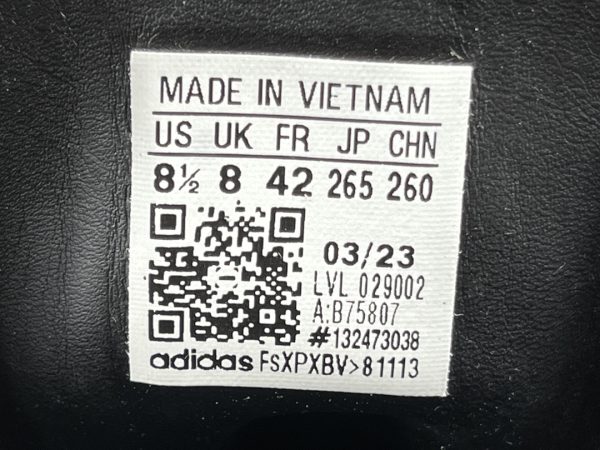 MADE IN VIETNAM
US UK FR JP CHN
8½ 8 42 265 260
03/23
LVL 029002
A:B75807
#132473038
adidas FSXPXBV>81113